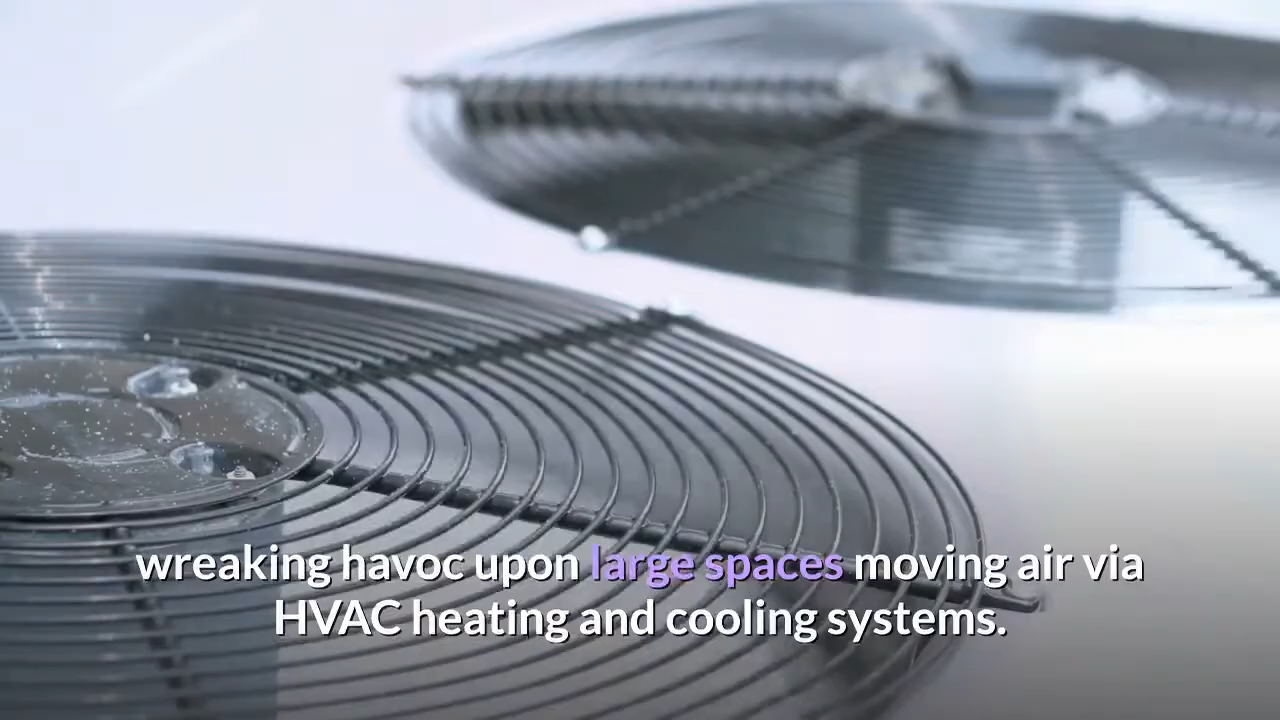 wreaking havoc upon large spaces moving air via
HVAC heating and cooling systems.